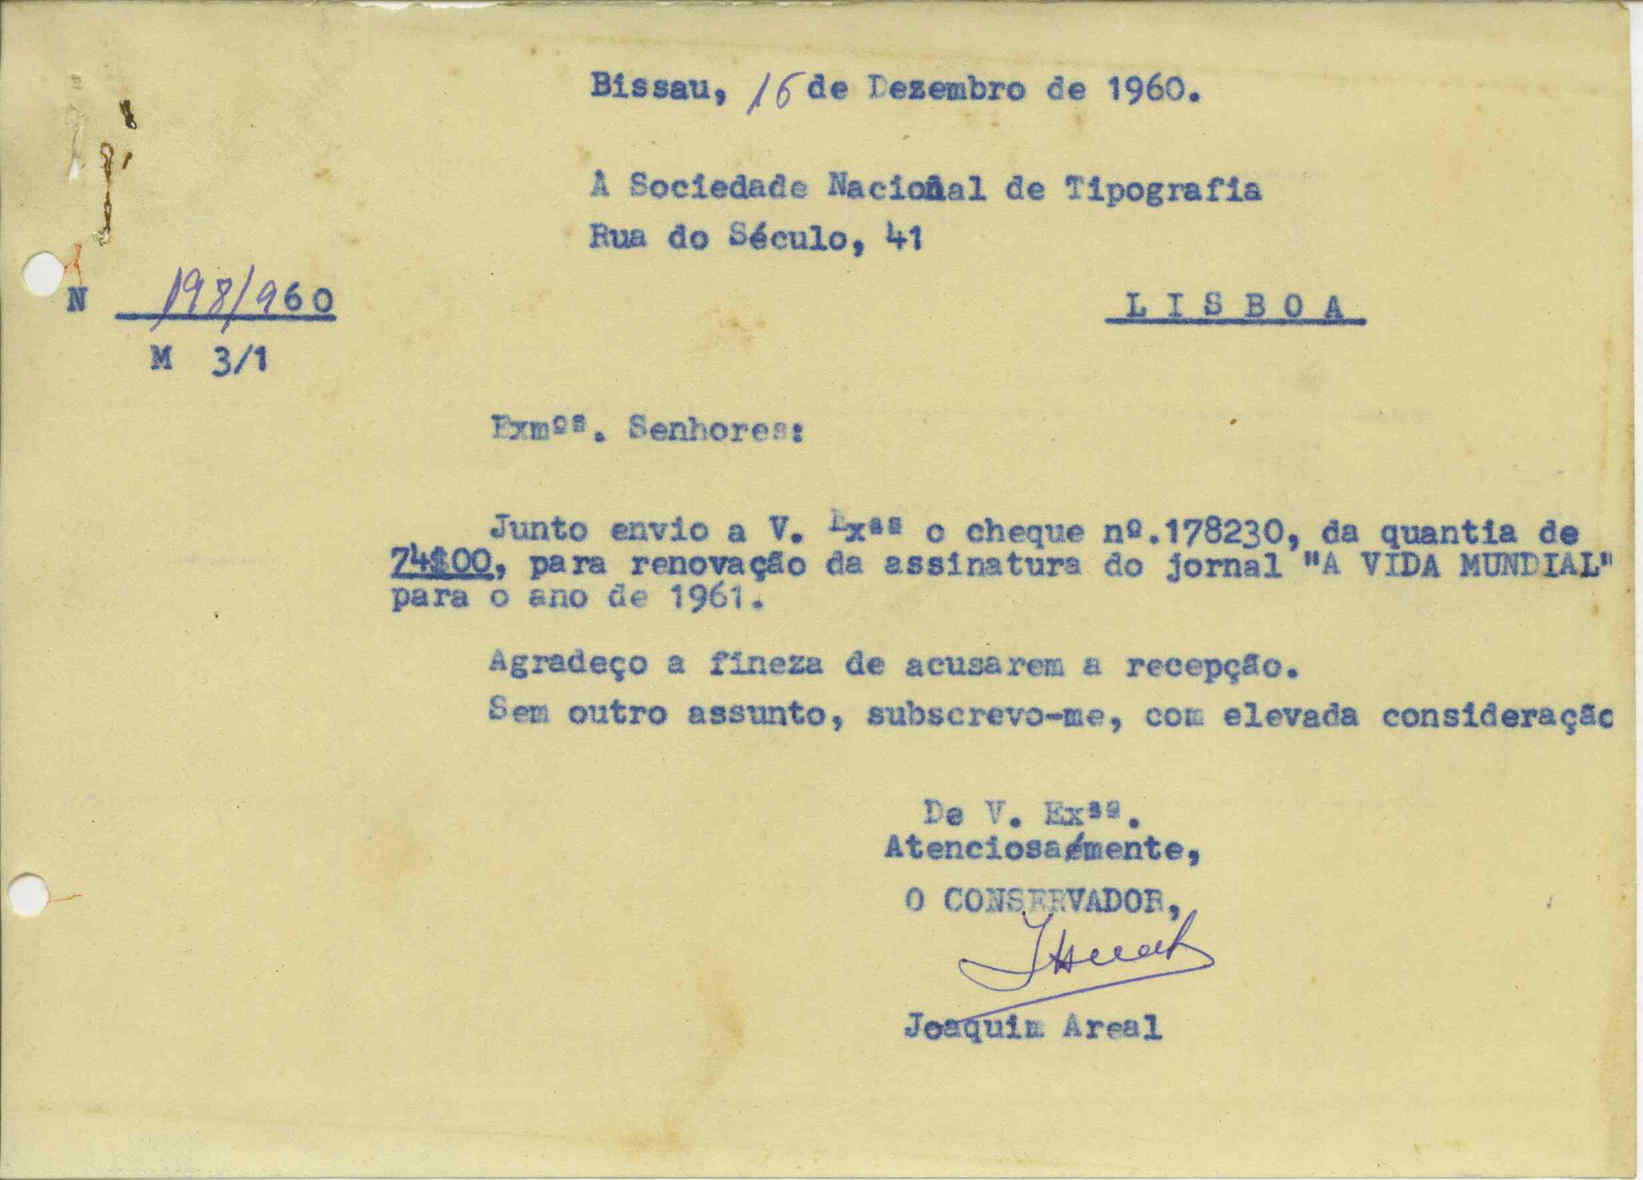 Bissau, 16 de Dezembro de 1960.
A Sociedade Nacional de Tipografia
Rua do Século, 41
N 198/960
LISBOA
M 3/1
Exmºs. Senhores:
Junto envio a V. Exªs o cheque nº.178230, da quantia de
74$00, para renovação da assinatura do jornal "A VIDA MUNDIAL"
para o ano de 1961.
Agradeço a fineza de acusarem a recepção.
Sem outro assunto, subscrevo-me, com elevada consideração
De V. Exªs.
Atenciosamente,
O CONSERVADOR,
Joaquim Areal